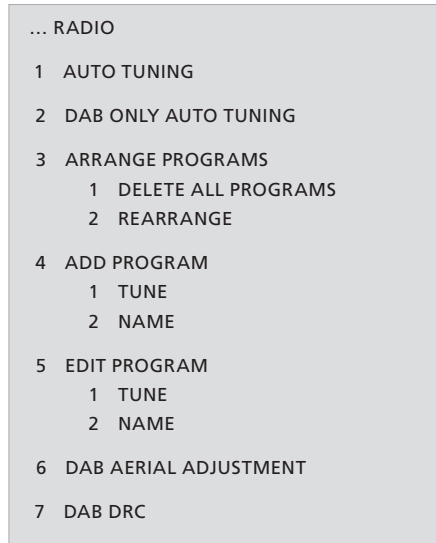 ... RADIO
1 AUTO TUNING
2 DAB ONLY AUTO TUNING
3 ARRANGE PROGRAMS
1 DELETE ALL PROGRAMS
2 REARRANGE
4 ADD PROGRAM
1 TUNE
2 NAME
5 EDIT PROGRAM
1 TUNE
2 NAME
6 DAB AERIAL ADJUSTMENT
7 DAB DRC